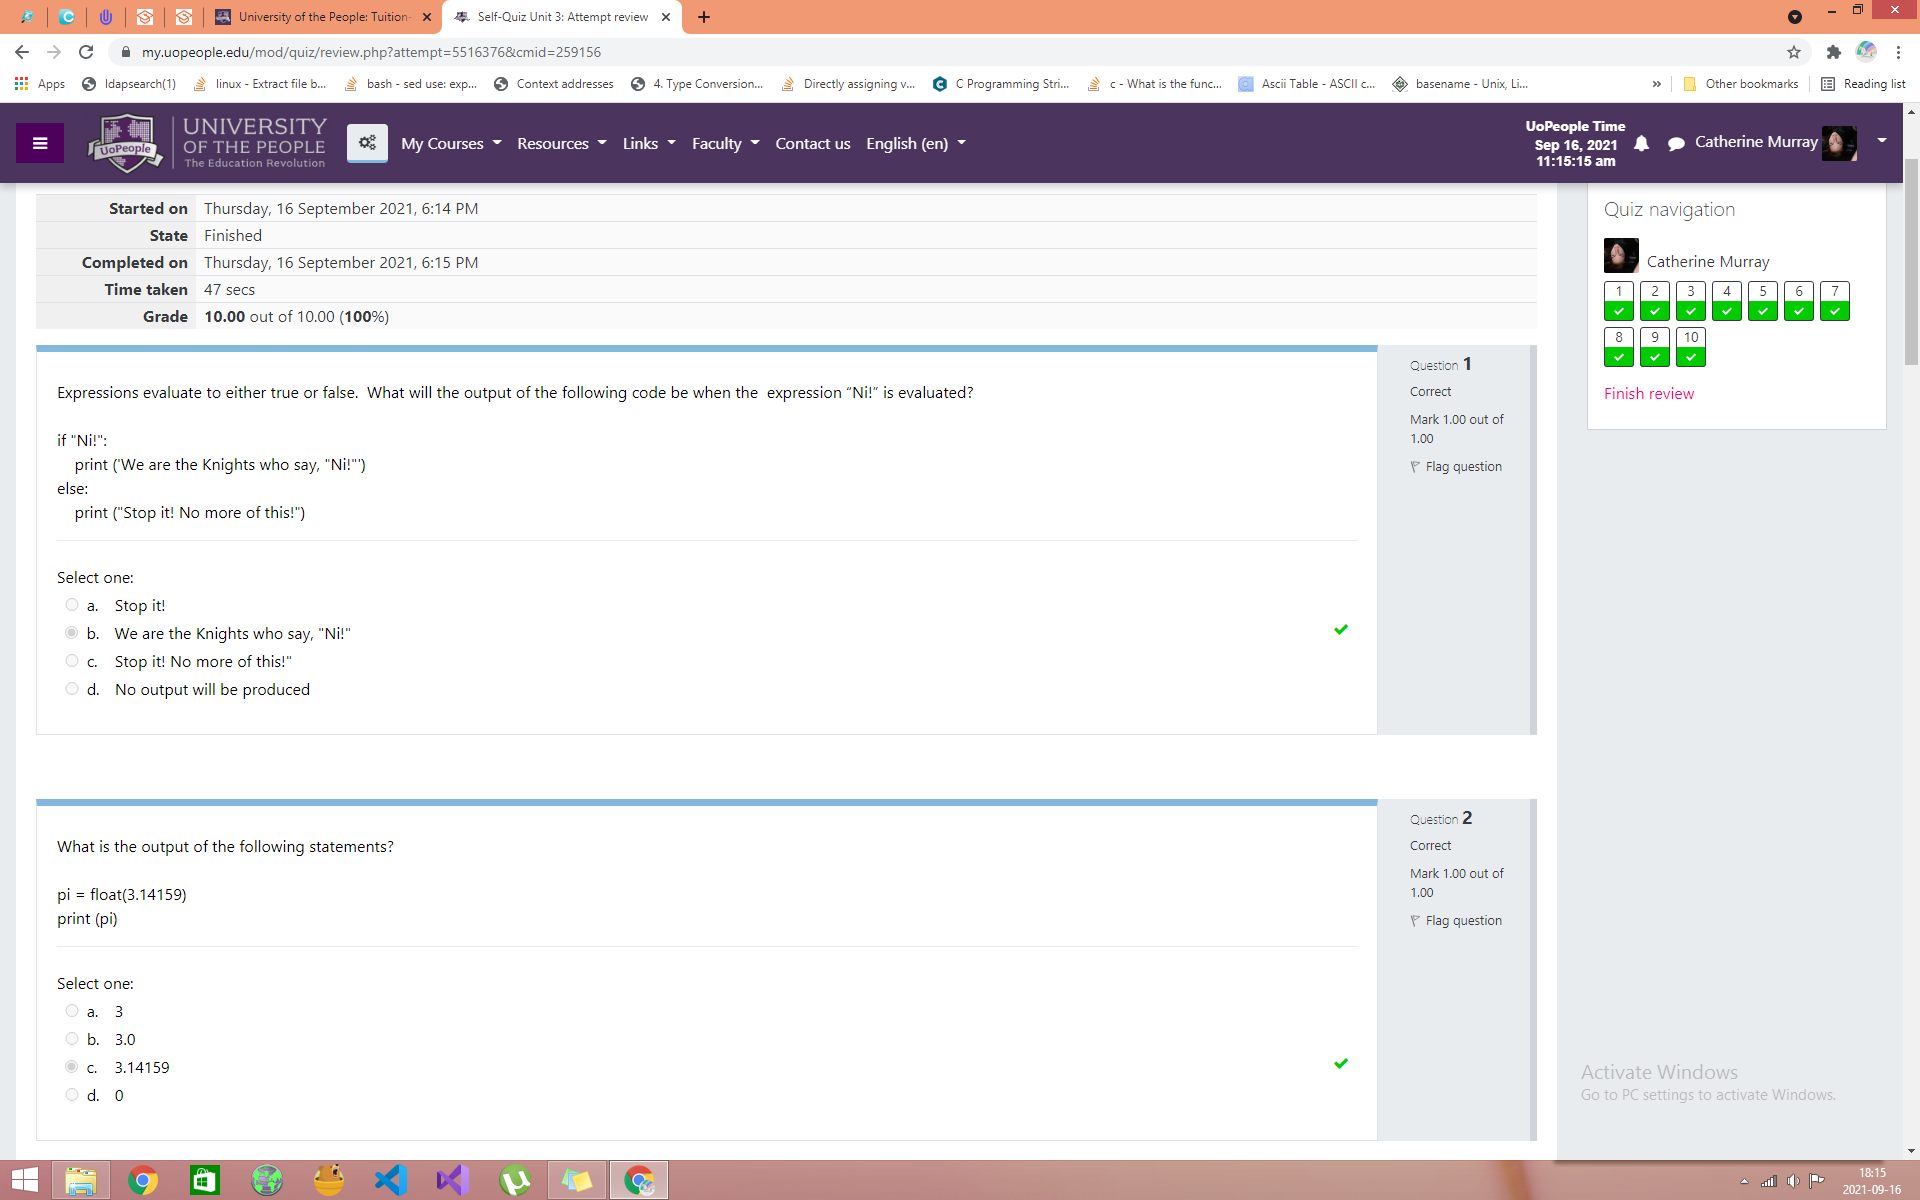 University of the People: Tuition-
Self-Quiz Unit 3: Attempt review
my.uopeople.edu/mod/quiz/review.php?attempt=5516376&cmid=259156
Apps
ldapsearch(1)
linux - Extract file b...
bash - sed use: exp...
Context addresses
4. Type Conversion...
Directly assigning v...
C Programming Stri...
c - What is the func...
Ascii Table - ASCII c...
basename - Unix, Li...
»
Other bookmarks
Reading list
UoPeople
UNIVERSITY
OF THE PEOPLE
The Education Revolution
My Courses
Resources
Links
Faculty
Contact us
English (en)
UoPeople Time
Sep 16, 2021
11:15:15 am
Catherine Murray
Started on Thursday, 16 September 2021, 6:14 PM
State Finished
Completed on Thursday, 16 September 2021, 6:15 PM
Time taken 47 secs
Grade 10.00 out of 10.00 (100%)
Expressions evaluate to either true or false.  What will the output of the following code be when the  expression “Ni!” is evaluated?
if "Ni!":
print ('We are the Knights who say, "Ni!"')
else:
print ("Stop it! No more of this!")
Select one:
a. Stop it!
b. We are the Knights who say, "Ni!"
c. Stop it! No more of this!"
d. No output will be produced
Question 1
Correct
Mark 1.00 out of
1.00
Flag question
What is the output of the following statements?
pi = float(3.14159)
print (pi)
Select one:
a. 3
b. 3.0
c. 3.14159
d. 0
Question 2
Correct
Mark 1.00 out of
1.00
Flag question
Quiz navigation
Catherine Murray
1 2 3 4 5 6 7
8 9 10
Finish review
Activate Windows
Go to PC settings to activate Windows.
18:15
2021-09-16